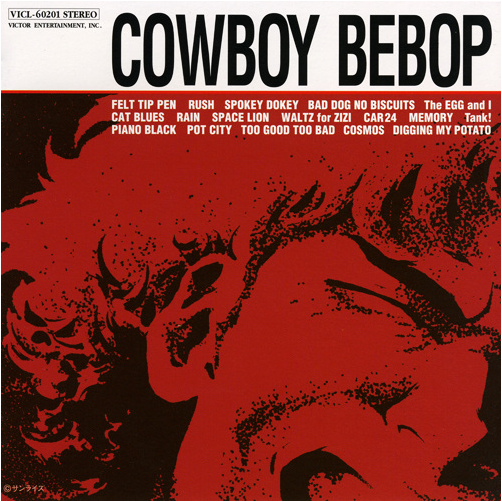 VICL-60201 STEREO
VICTOR ENTERTAINMENT, INC.
COWBOY BEBOP
FELT TIP PEN RUSH SPOKEY DOKEY BAD DOG NO BISCUITS The EGG and I
CAT BLUES RAIN SPACE LION WALTZ for ZIZI CAR 24 MEMORY Tank!
PIANO BLACK POT CITY TOO GOOD TOO BAD COSMOS DIGGING MY POTATO
©サンライズ